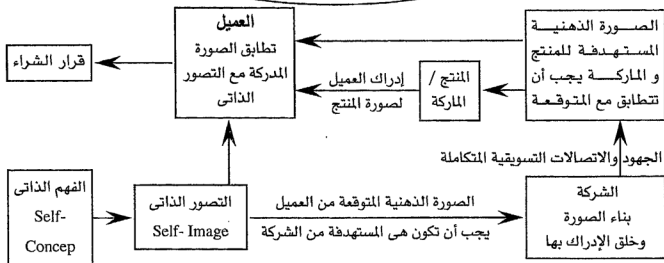 الصورة الذهنية
المستهدفة للمنتج
و الماركة يجب أن
تتطابق مع المتوقعة
العميل
تطابق الصورة
المدركة مع التصور
الذاتى
قرار الشراء
المنتج /
الماركة
إدراك العميل
لصورة المنتج
الجهود والاتصالات التسويقية المتكاملة
الشركة
بناء الصورة
وخلق الإدراك بها
الصورة الذهنية المتوقعة من العميل
يجب أن تكون هى المستهدفة من الشركة
التصور الذاتى
Self- Image
الفهم الذاتى
Self-
Concep